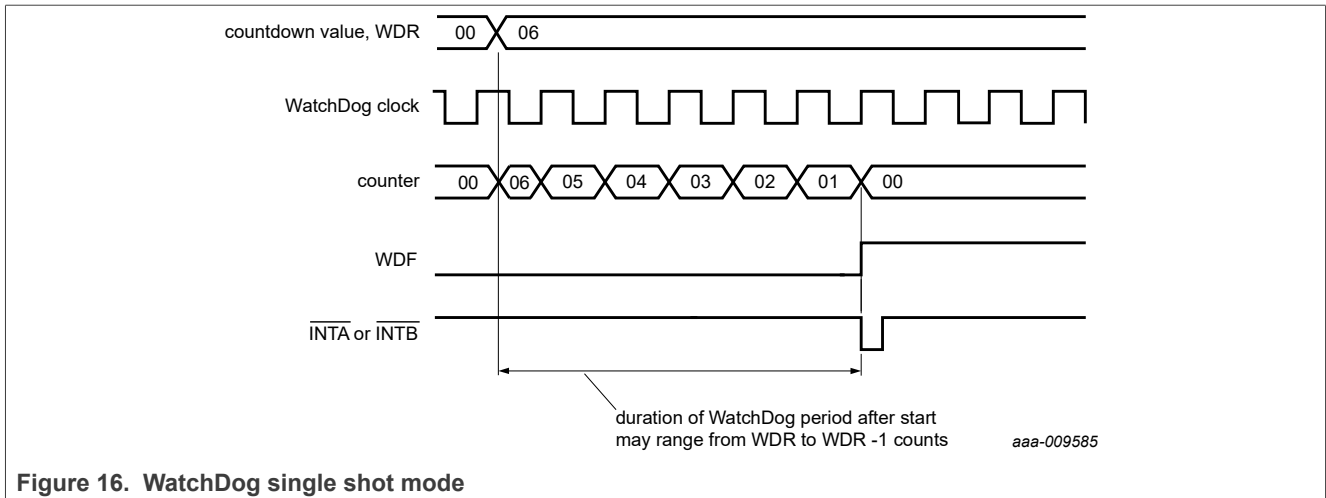 countdown value, WDR 00 06
WatchDog clock
counter 00 06 05 04 03 02 01 00
WDF
INTA or INTB
duration of WatchDog period after start
may range from WDR to WDR -1 counts
aaa-009585
Figure 16. WatchDog single shot mode